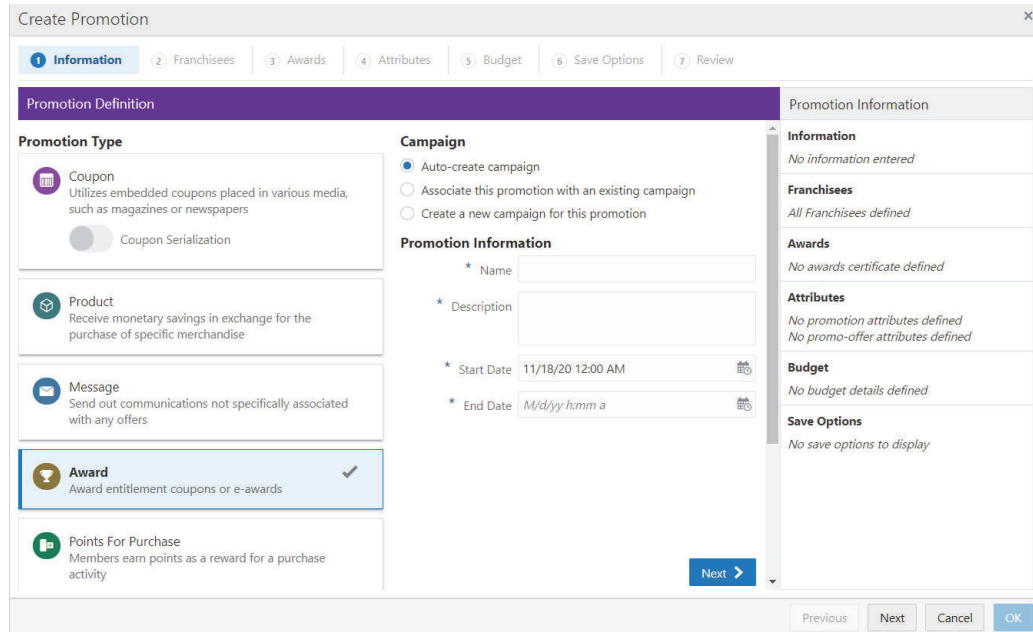 Create Promotion
1 Information
2 Franchisees
3 Awards
4 Attributes
5 Budget
6 Save Options
7 Review
Promotion Definition
Promotion Type
Coupon
Utilizes embedded coupons placed in various media,
such as magazines or newspapers
Coupon Serialization
Product
Receive monetary savings in exchange for the
purchase of specific merchandise
Message
Send out communications not specifically associated
with any offers
Award
Award entitlement coupons or e-awards
Points For Purchase
Members earn points as a reward for a purchase
activity
Campaign
Auto-create campaign
Associate this promotion with an existing campaign
Create a new campaign for this promotion
Promotion Information
* Name
* Description
* Start Date 11/18/20 12:00 AM
* End Date M/d/yy h:mm a
Next
Promotion Information
Information
No information entered
Franchisees
All Franchisees defined
Awards
No awards certificate defined
Attributes
No promotion attributes defined
No promo-offer attributes defined
Budget
No budget details defined
Save Options
No save options to display
Previous
Next
Cancel
OK